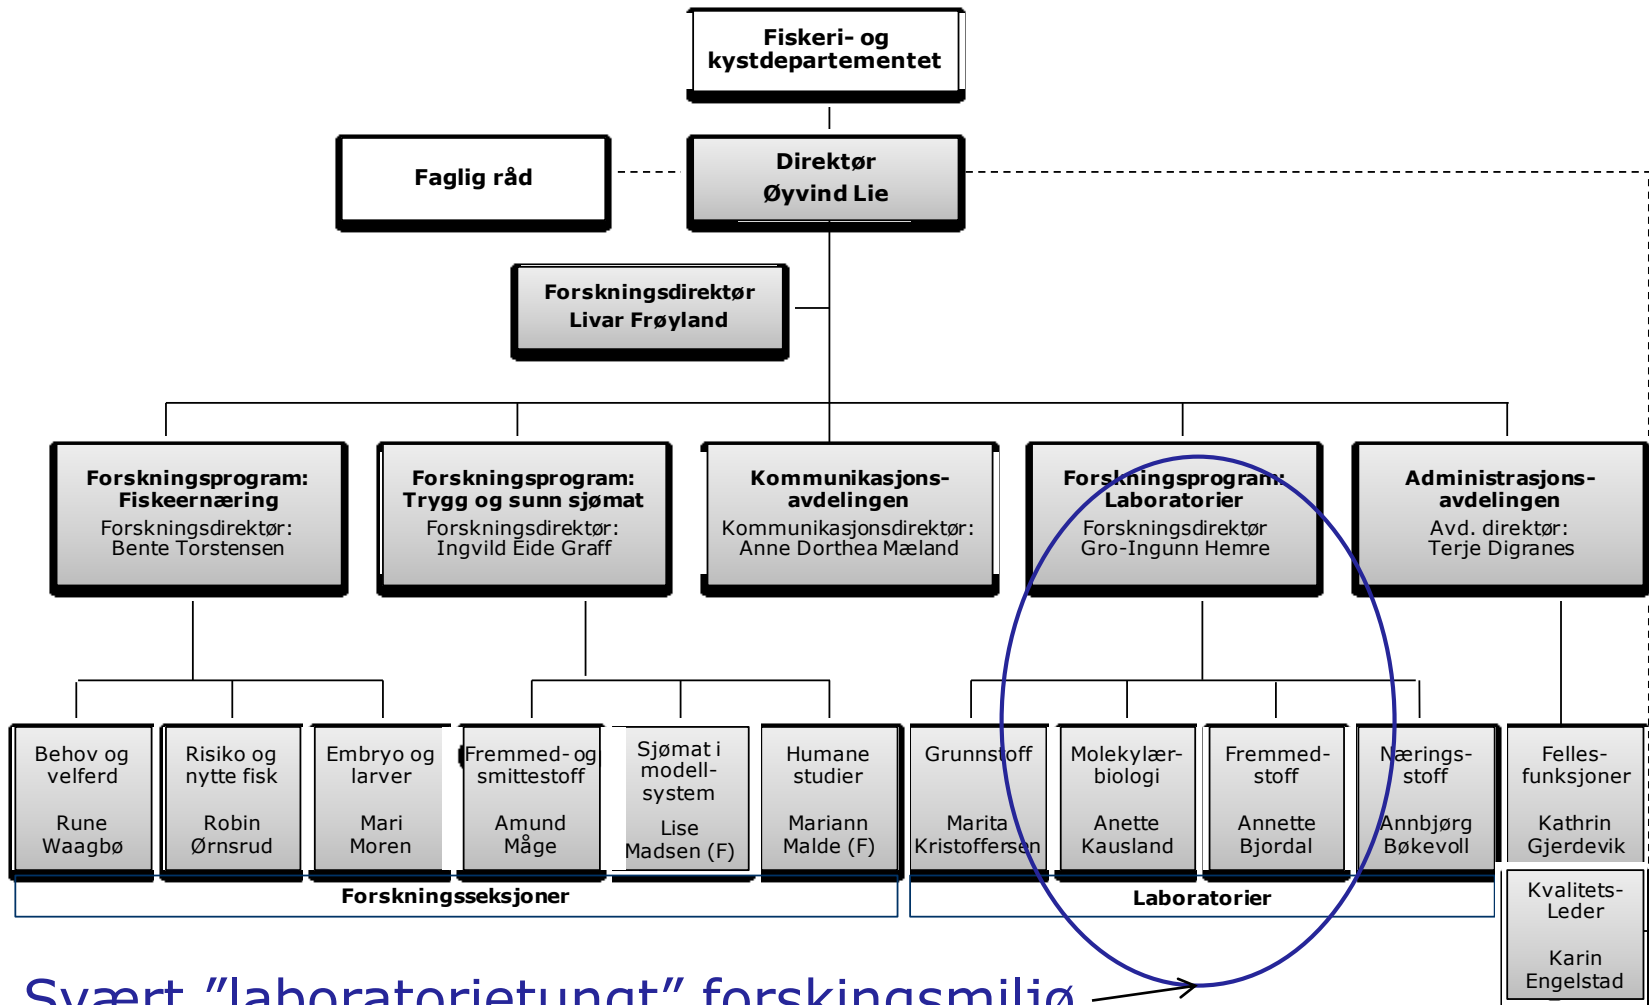 Fiskeri- og
kystdepartementet
Faglig råd
Direktør
Øyvind Lie
Forskningsdirektør
Livar Frøyland
Forskningsprogram:
Fiskeernæring
Forskningsdirektør:
Bente Torstensen
Forskningsprogram:
Trygg og sunn sjømat
Forskningsdirektør:
Ingvild Eide Graff
Kommunikasjons-
avdelingen
Kommunikasjonsdirektør:
Anne Dorthea Mæland
Forskningsprogram:
Laboratorier
Forskningsdirektør
Gro-Ingunn Hemre
Administrasjons-
avdelingen
Avd. direktør:
Terje Digranes
Behov og
velferd
Rune
Waagbø
Risiko og
nytte fisk
Robin
Ørnsrud
Embryo og
larver
Mari
Moren
Fremmed- og
smittestoff
Amund
Måge
Sjømat i
modell-
system
Lise
Madsen (F)
Humane
studier
Mariann
Malde (F)
Grunnstoff
Marita
Kristoffersen
Molekylær-
biologi
Anette
Kausland
Fremmed-
stoff
Annette
Bjordal
Nærings-
stoff
Annbjørg
Bøkevoll
Felles-
funksjoner
Kathrin
Gjerdevik
Forskningsseksjoner
Laboratorier
Kvalitets-
Leder
Karin
Engelstad
Svært "laboratorietungt" forskingsmiljø